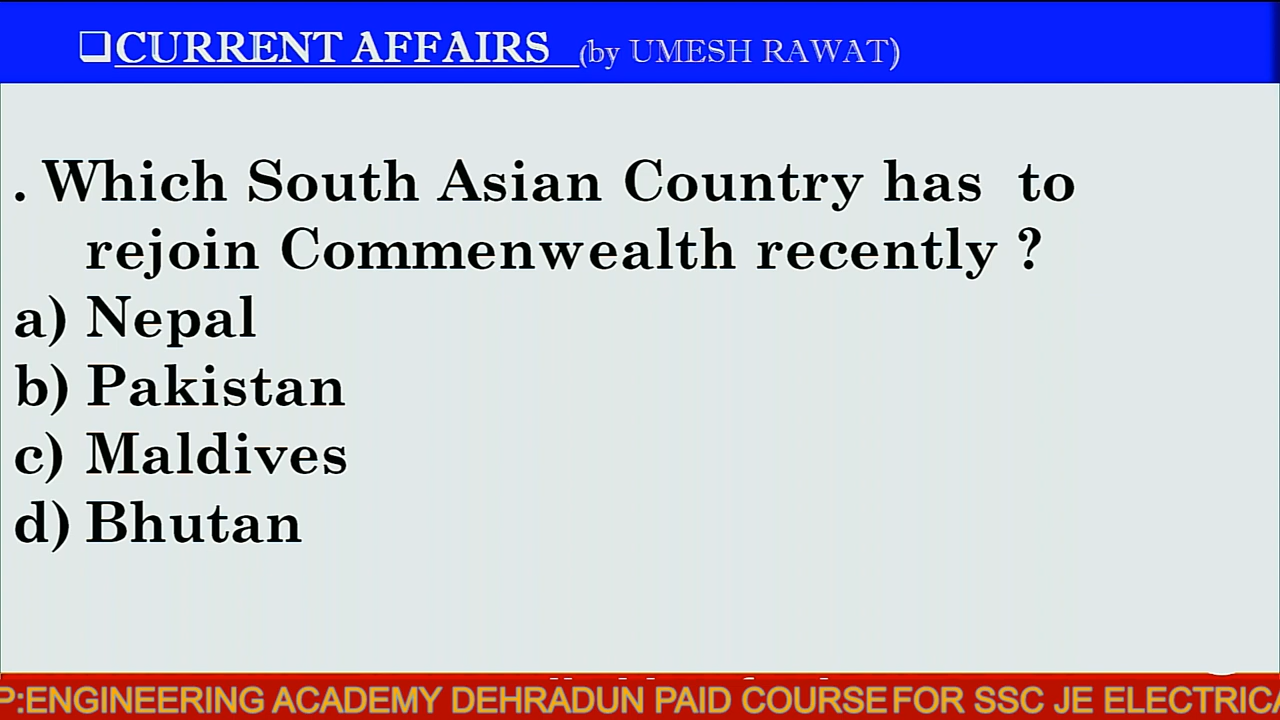 ❑CURRENT AFFAIRS (by UMESH RAWAT)
. Which South Asian Country has to
rejoin Commenwealth recently ?
a) Nepal
b) Pakistan
c) Maldives
d) Bhutan
P:ENGINEERING ACADEMY DEHRADUN PAID COURSE FOR SSC JE ELECTRICA